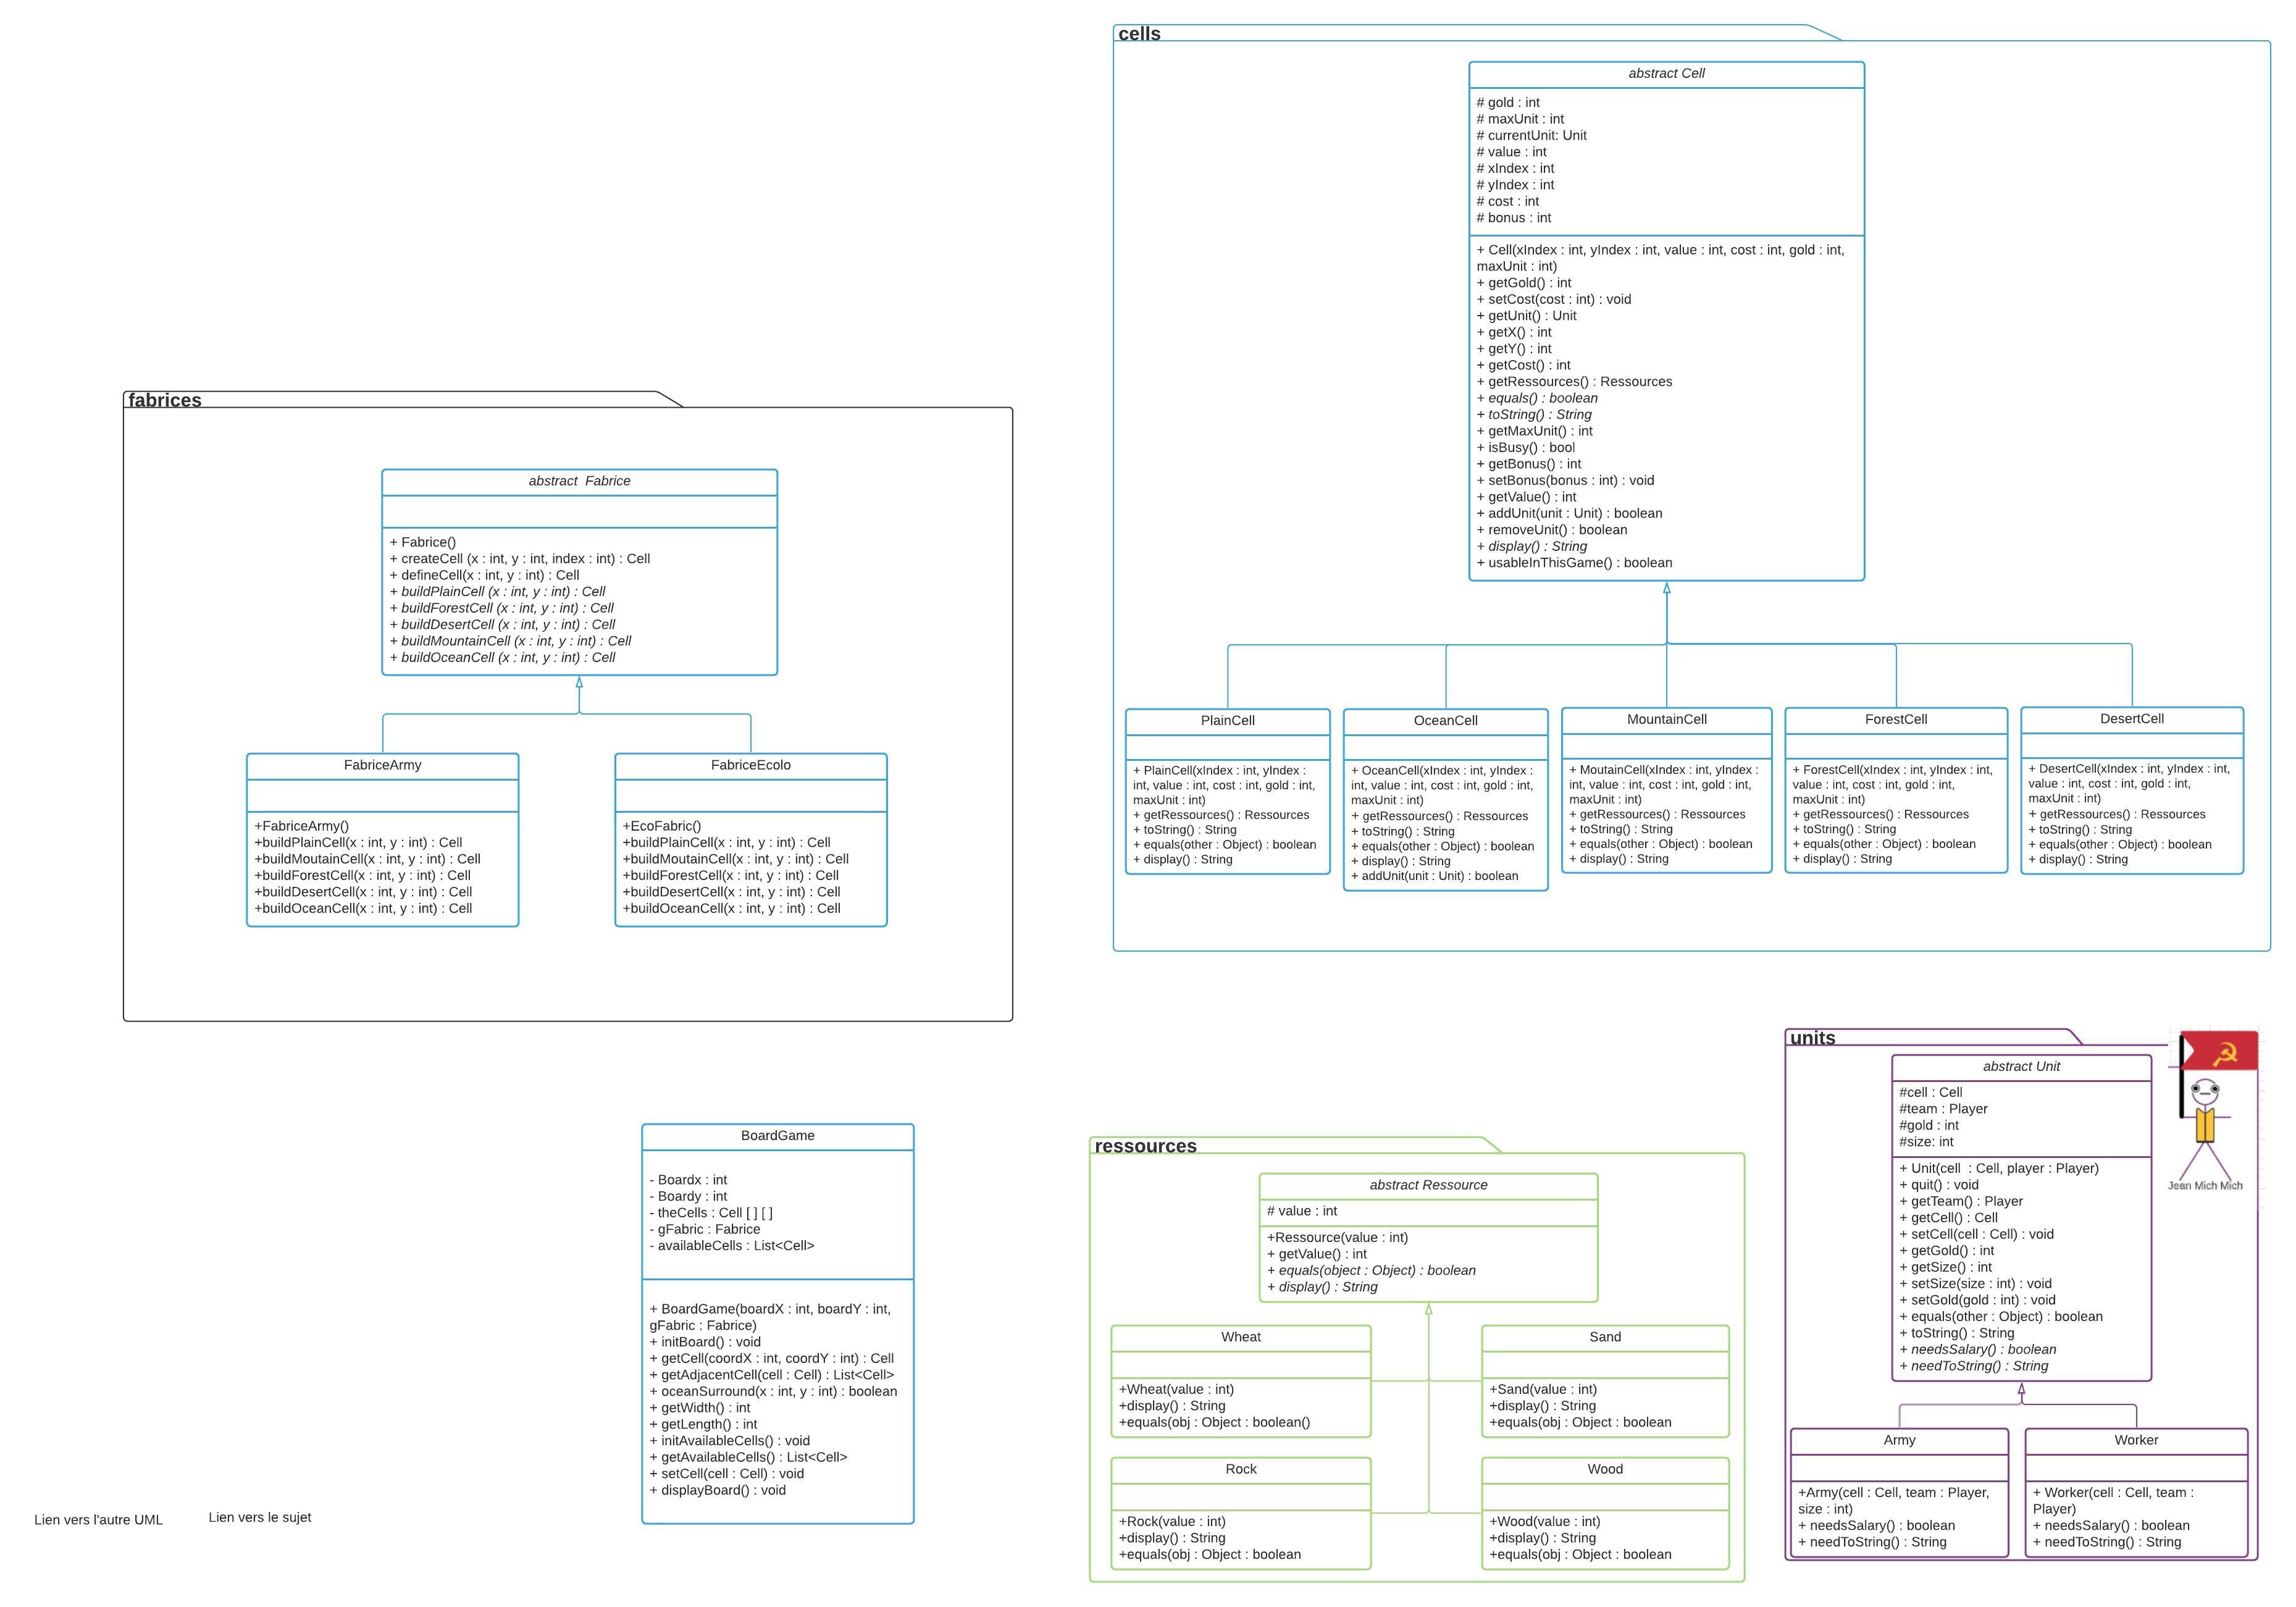 cells
abstract Cell
# gold : int
# maxUnit : int
# currentUnit: Unit
# value : int
# xIndex : int
# yIndex : int
# cost : int
# bonus : int
+ Cell(xIndex : int, yIndex : int, value : int, cost : int, gold : int,
maxUnit : int)
+ getGold() : int
+ setCost(cost : int) : void
+ getUnit() : Unit
+ getX() : int
+ getY() : int
+ getCost() : int
+ getRessources() : Ressources
+ equals() : boolean
+ toString() : String
+ getMaxUnit() : int
+ isBusy() : bool
+ getBonus() : int
+ setBonus(bonus : int) : void
+ getValue() : int
+ addUnit(unit : Unit) : boolean
+ removeUnit() : boolean
+ display() : String
+ usableInThisGame() : boolean
PlainCell
+ PlainCell(xIndex : int, yIndex :
int, value : int, cost : int, gold : int,
maxUnit : int)
+ getRessources() : Ressources
+ toString() : String
+ equals(other : Object) : boolean
+ display() : String
OceanCell
+ OceanCell(xIndex : int, yIndex :
int, value : int, cost : int, gold : int,
maxUnit : int)
+ getRessources() : Ressources
+ toString() : String
+ equals(other : Object) : boolean
+ display() : String
+ addUnit(unit : Unit) : boolean
MountainCell
+ MoutainCell(xIndex : int, yIndex :
int, value : int, cost : int, gold : int,
maxUnit : int)
+ getRessources() : Ressources
+ toString() : String
+ equals(other : Object) : boolean
+ display() : String
ForestCell
+ ForestCell(xIndex : int, yIndex : int,
value : int, cost : int, gold : int,
maxUnit : int)
+ getRessources() : Ressources
+ toString() : String
+ equals(other : Object) : boolean
+ display() : String
DesertCell
+ DesertCell(xIndex : int, yIndex : int,
value : int, cost : int, gold : int,
maxUnit : int)
+ getRessources() : Ressources
+ toString() : String
+ equals(other : Object) : boolean
+ display() : String
fabrices
abstract Fabrice
+ Fabrice()
+ createCell (x : int, y : int, index : int) : Cell
+ defineCell(x : int, y : int) : Cell
+ buildPlainCell (x : int, y : int) : Cell
+ buildForestCell (x : int, y : int) : Cell
+ buildDesertCell (x : int, y : int) : Cell
+ buildMountainCell (x : int, y : int) : Cell
+ buildOceanCell (x : int, y : int) : Cell
FabriceArmy
+FabriceArmy()
+buildPlainCell(x : int, y : int) : Cell
+buildMoutainCell(x : int, y : int) : Cell
+buildForestCell(x : int, y : int) : Cell
+buildDesertCell(x : int, y : int) : Cell
+buildOceanCell(x : int, y : int) : Cell
FabriceEcolo
+EcoFabric()
+buildPlainCell(x : int, y : int) : Cell
+buildMoutainCell(x : int, y : int) : Cell
+buildForestCell(x : int, y : int) : Cell
+buildDesertCell(x : int, y : int) : Cell
+buildOceanCell(x : int, y : int) : Cell
BoardGame
- Boardx : int
- Boardy : int
- theCells : Cell [ ] [ ]
- gFabric : Fabrice
- availableCells : List<Cell>
+ BoardGame(boardX : int, boardY : int,
gFabric : Fabrice)
+ initBoard() : void
+ getCell(coordX : int, coordY : int) : Cell
+ getAdjacentCell(cell : Cell) : List<Cell>
+ oceanSurround(x : int, y : int) : boolean
+ getWidth() : int
+ getLength() : int
+ initAvailableCells() : void
+ getAvailableCells() : List<Cell>
+ setCell(cell : Cell) : void
+ displayBoard() : void
Lien vers l'autre UML
Lien vers le sujet
ressources
abstract Ressource
# value : int
+Ressource(value : int)
+ getValue() : int
+ equals(object : Object) : boolean
+ display() : String
Wheat
+Wheat(value : int)
+display() : String
+equals(obj : Object : boolean()
Sand
+Sand(value : int)
+display() : String
+equals(obj : Object : boolean
Rock
+Rock(value : int)
+display() : String
+equals(obj : Object : boolean
Wood
+Wood(value : int)
+display() : String
+equals(obj : Object : boolean
units
abstract Unit
#cell : Cell
#team : Player
#gold : int
#size: int
+ Unit(cell : Cell, player : Player)
+ quit() : void
+ getTeam() : Player
+ getCell() : Cell
+ setCell(cell : Cell) : void
+ getGold() : int
+ getSize() : int
+ setSize(size : int) : void
+ setGold(gold : int) : void
+ equals(other : Object) : boolean
+ toString() : String
+ needsSalary() : boolean
+ needToString() : String
Jean Mich Mich
Army
+Army(cell : Cell, team : Player,
size : int)
+ needsSalary() : boolean
+ needToString() : String
Worker
+ Worker(cell : Cell, team :
Player)
+ needsSalary() : boolean
+ needToString() : String